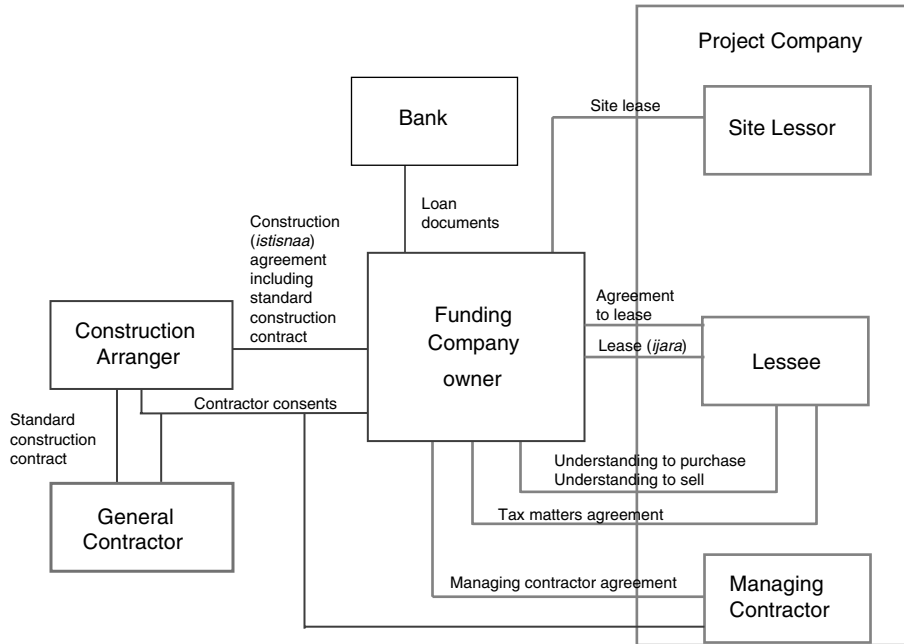 Project Company
Bank
Site lease
Site Lessor
Loan
documents
Construction
(istisnaa)
agreement
including
standard
construction
contract
Construction
Arranger
Funding
Company
owner
Agreement
to lease
Lease (ijara)
Lessee
Contractor consents
Standard
construction
contract
Understanding to purchase
Understanding to sell
General
Contractor
Tax matters agreement
Managing contractor agreement
Managing
Contractor